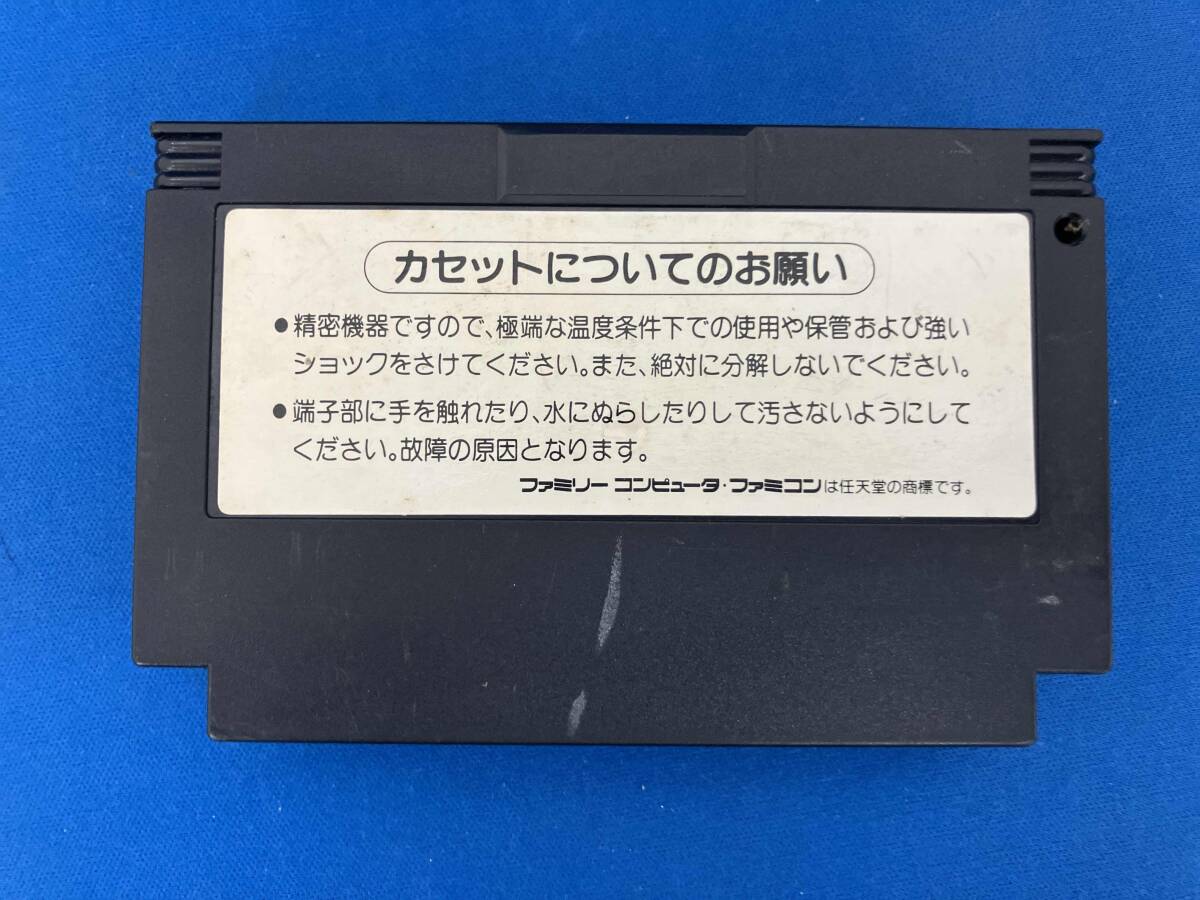 カセットについてのお願い
●精密機器ですので、極端な温度条件下での使用や保管および強い
ショックをさけてください。また、絶対に分解しないでください。
●端子部に手を触れたり、水にぬらしたりして汚さないようにして
ください。故障の原因となります。
ファミリー コンピュータ・ファミコンは任天堂の商標です。